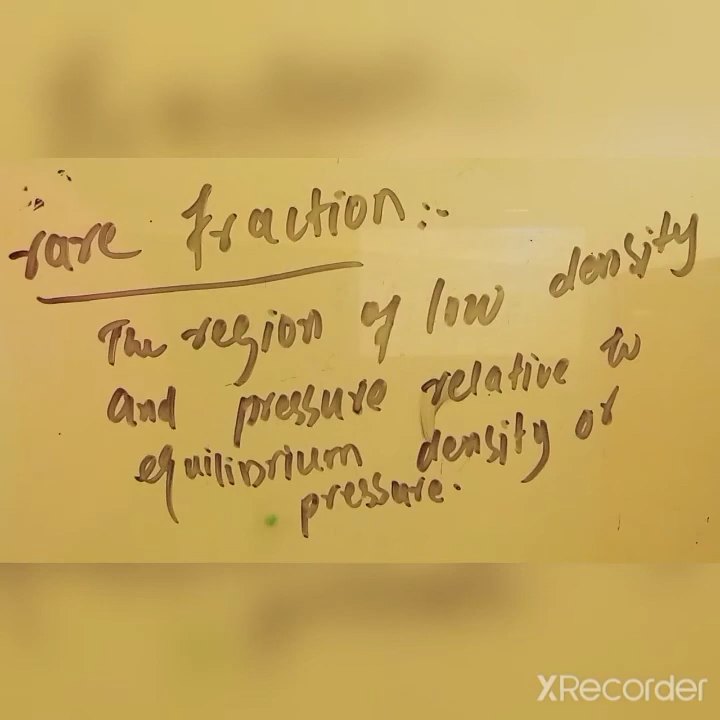 rare fraction:-
The region of low density
and pressure relative to
equilibrium density or
pressure.
XRecorder